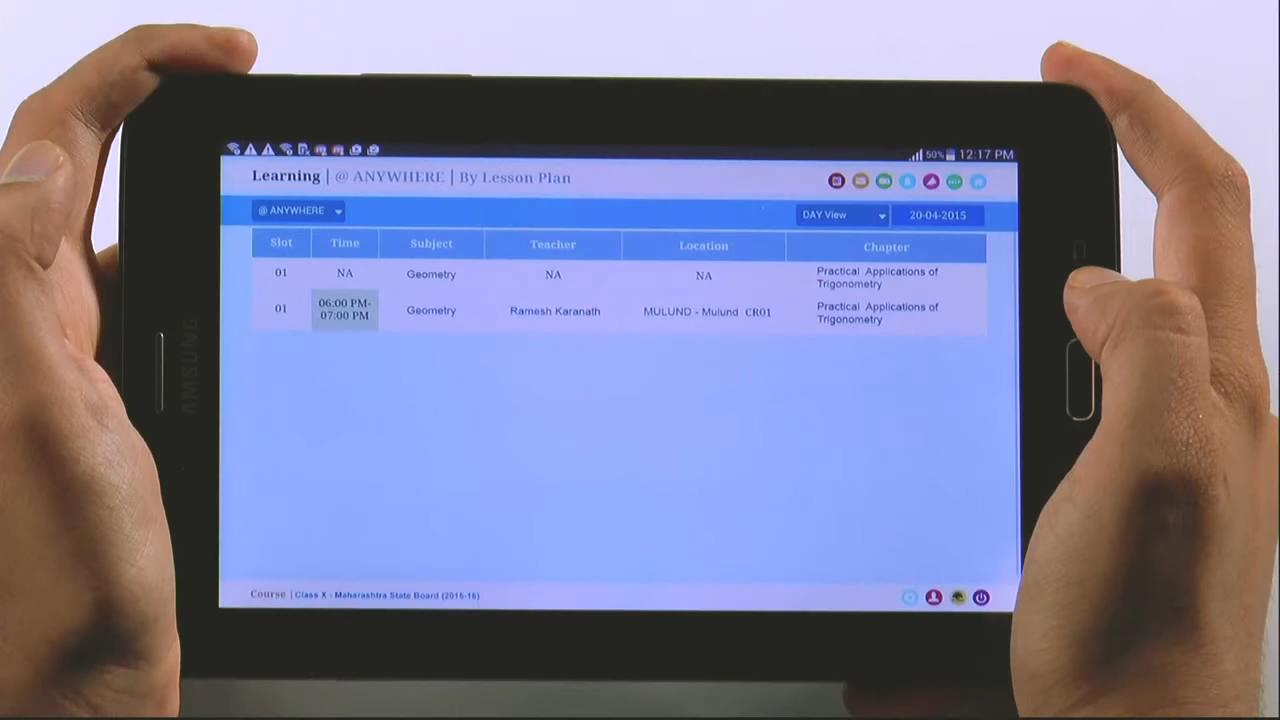 50% 12:17 PM
Learning | @ ANYWHERE | By Lesson Plan
@ ANYWHERE DAY View 20-04-2015
Slot Time Subject Teacher Location Chapter
01 NA Geometry NA NA Practical Applications of
Trigonometry
01 06:00 PM- Geometry Ramesh Karanath MULUND - Mulund CR01 Practical Applications of
07:00 PM Trigonometry
SAMSUNG
Course | Class X - Maharashtra State Board (2015-16)